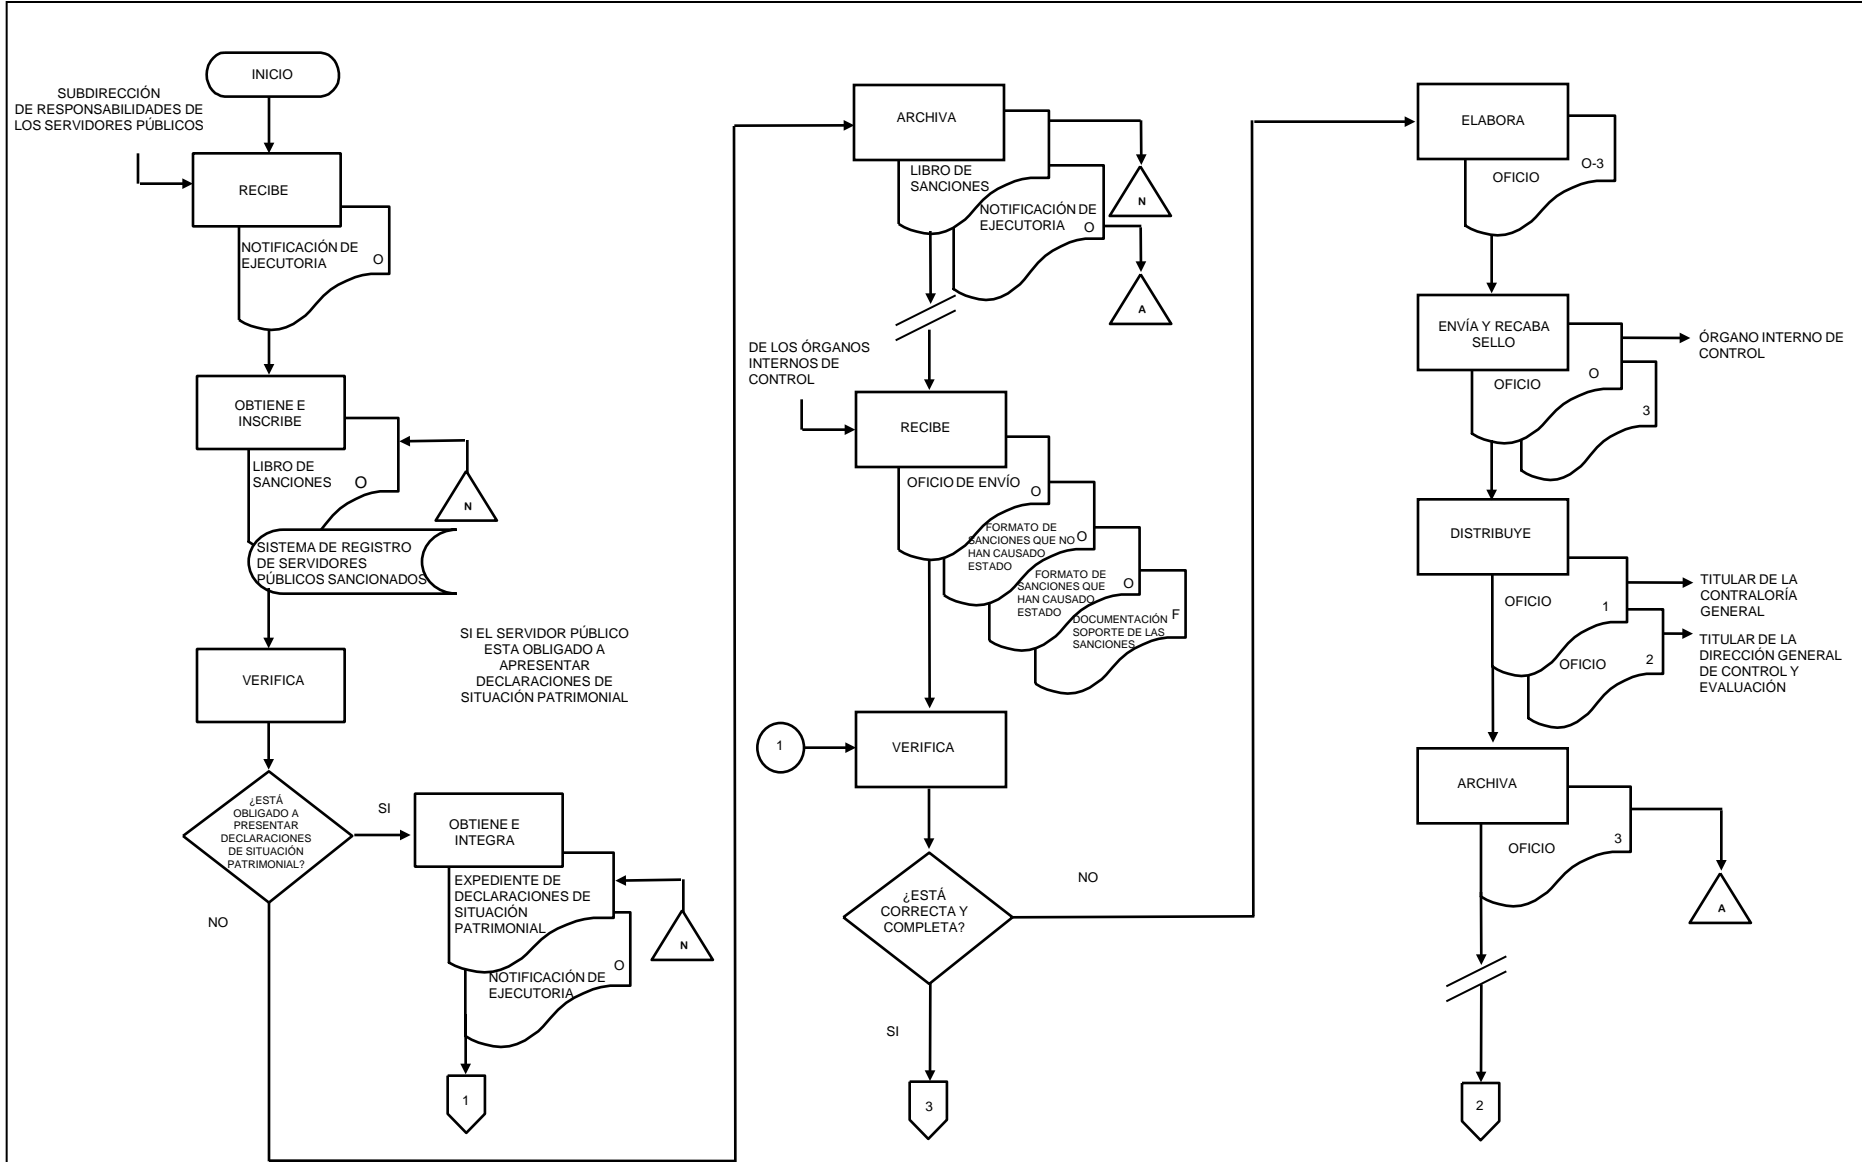 INICIO
SUBDIRECCIÓN
DE RESPONSABILIDADES DE
LOS SERVIDORES PÚBLICOS
RECIBE
NOTIFICACIÓN DE
EJECUTORIA
O
OBTIENE E
INSCRIBE
LIBRO DE
SANCIONES
O
N
SISTEMA DE REGISTRO
DE SERVIDORES
PÚBLICOS SANCIONADOS
VERIFICA
SI EL SERVIDOR PÚBLICO
ESTA OBLIGADO A
APRESENTAR
DECLARACIONES DE
SITUACIÓN PATRIMONIAL
¿ESTÁ
OBLIGADO A
PRESENTAR
DECLARACIONES
DE SITUACIÓN
PATRIMONIAL?
SI
NO
OBTIENE E
INTEGRA
EXPEDIENTE DE
DECLARACIONES DE
SITUACIÓN
PATRIMONIAL
N
NOTIFICACIÓN DE
EJECUTORIA
O
1
ARCHIVA
LIBRO DE
SANCIONES
N
NOTIFICACIÓN DE
EJECUTORIA
O
A
DE LOS ÓRGANOS
INTERNOS DE
CONTROL
RECIBE
OFICIO DE ENVÍO
O
FORMATO DE
SANCIONES QUE NO
HAN CAUSADO
ESTADO
O
FORMATO DE
SANCIONES QUE
HAN CAUSADO
ESTADO
O
DOCUMENTACIÓN
SOPORTE DE LAS
SANCIONES
F
1
VERIFICA
¿ESTÁ
CORRECTA Y
COMPLETA?
NO
SI
3
ELABORA
OFICIO
O-3
ENVÍA Y RECABA
SELLO
OFICIO
O
3
ÓRGANO INTERNO DE
CONTROL
DISTRIBUYE
OFICIO
1
TITULAR DE LA
CONTRALORÍA
GENERAL
OFICIO
2
TITULAR DE LA
DIRECCIÓN GENERAL
DE CONTROL Y
EVALUACIÓN
ARCHIVA
OFICIO
3
A
2